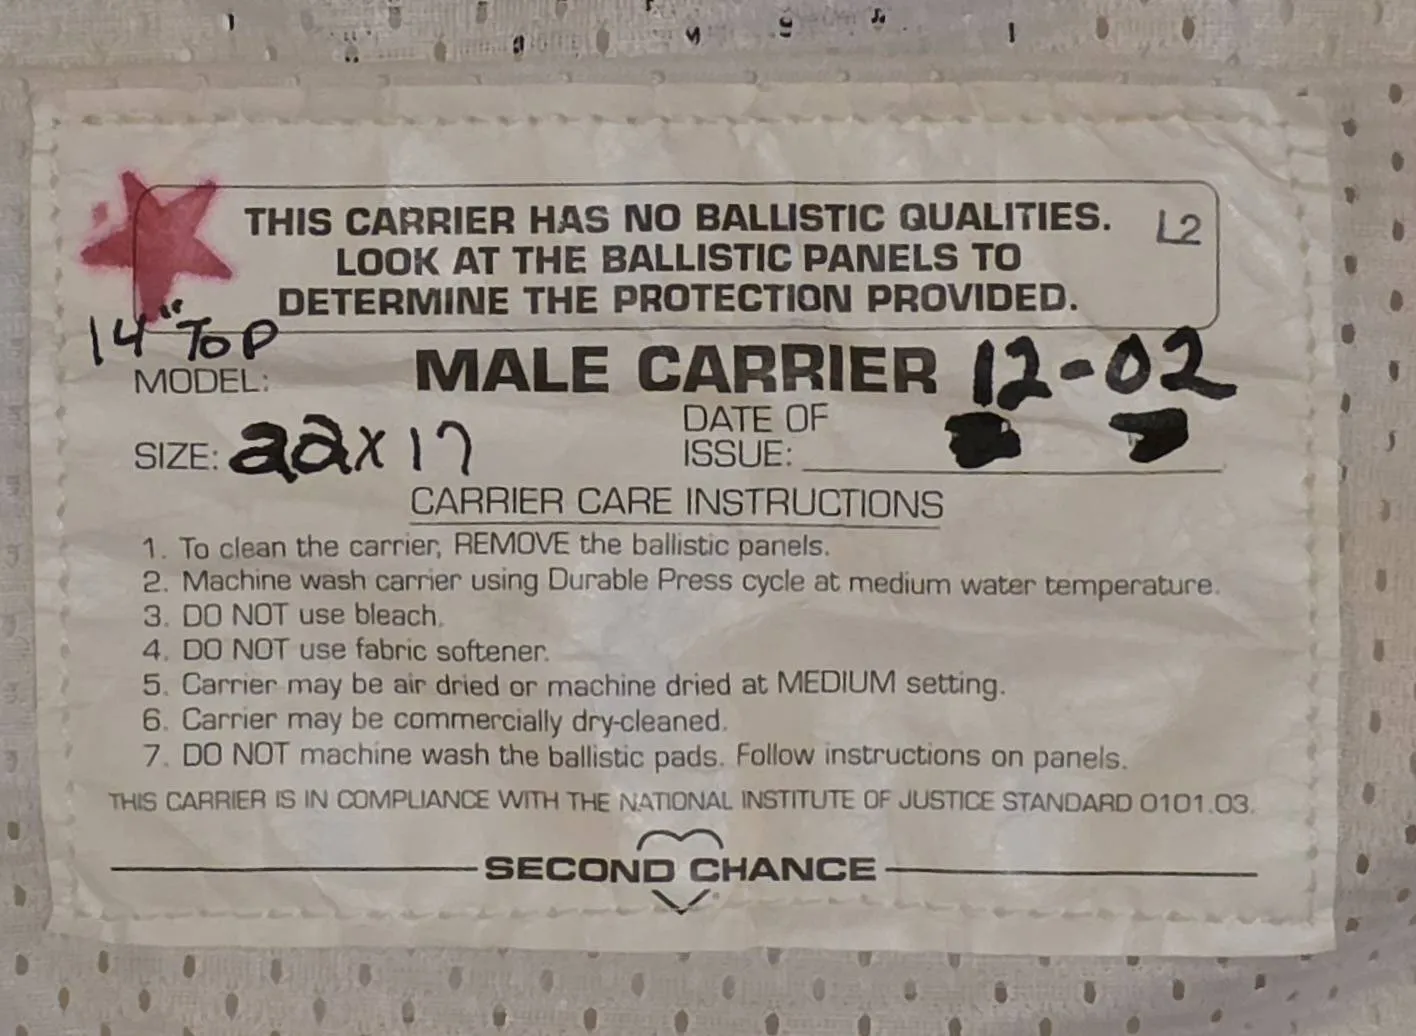 THIS CARRIER HAS NO BALLISTIC QUALITIES.
L2
LOOK AT THE BALLISTIC PANELS TO
DETERMINE THE PROTECTION PROVIDED.
14" TOP
MODEL:
MALE CARRIER
12-02
SIZE: 22x17
DATE OF
ISSUE:
CARRIER CARE INSTRUCTIONS
1. To clean the carrier, REMOVE the ballistic panels.
2. Machine wash carrier using Durable Press cycle at medium water temperature.
3. DO NOT use bleach.
4. DO NOT use fabric softener.
5. Carrier may be air dried or machine dried at MEDIUM setting.
6. Carrier may be commercially dry-cleaned.
7. DO NOT machine wash the ballistic pads. Follow instructions on panels.
THIS CARRIER IS IN COMPLIANCE WITH THE NATIONAL INSTITUTE OF JUSTICE STANDARD 0101.03.
SECOND CHANCE